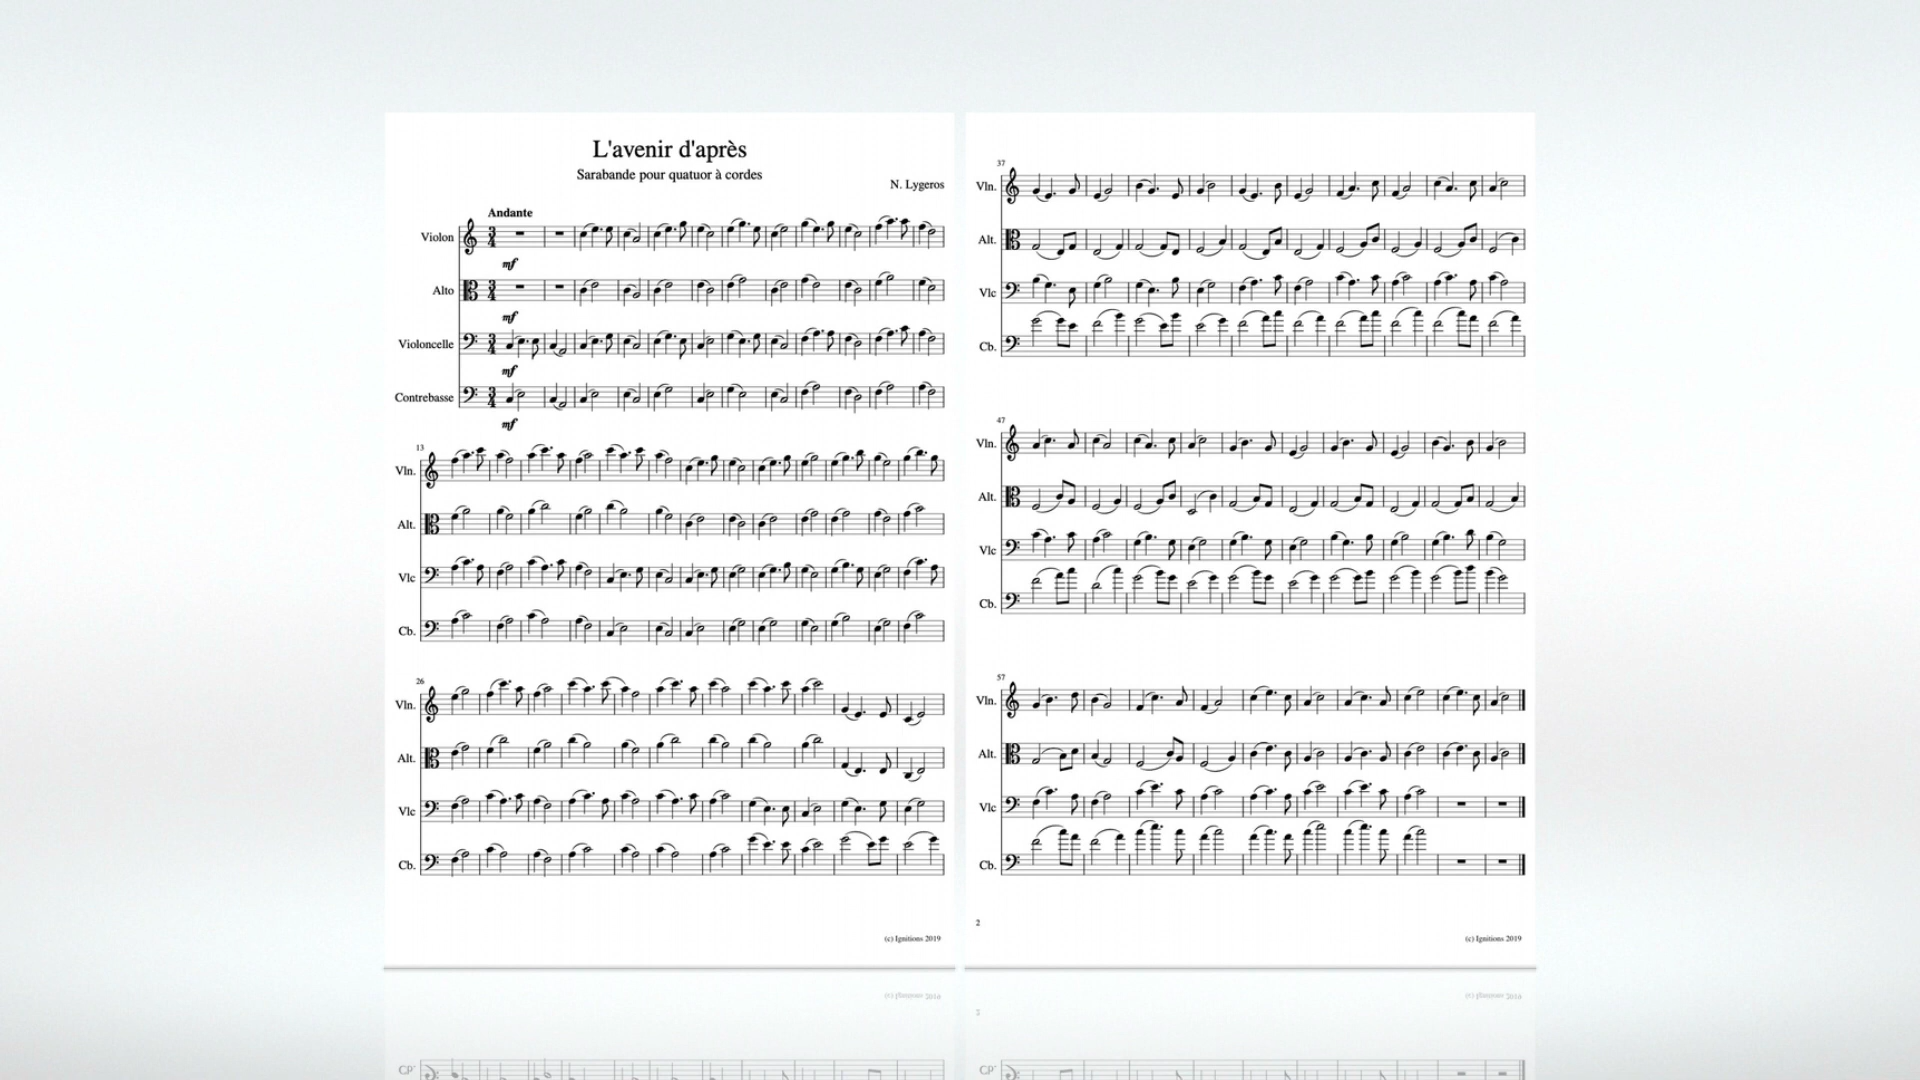 L'avenir d'après
Sarabande pour quatuor à cordes
N. Lygeros
Andante
Violon
mf
Alto
mf
Violoncelle
mf
Contrebasse
mf
13
Vln.
Alt.
Vlc
Cb.
26
Vln.
Alt.
Vlc
Cb.
(c) Ignitions 2019
37
Vln.
Alt.
Vlc
Cb.
47
Vln.
Alt.
Vlc
Cb.
57
Vln.
Alt.
Vlc
Cb.
2
(c) Ignitions 2019